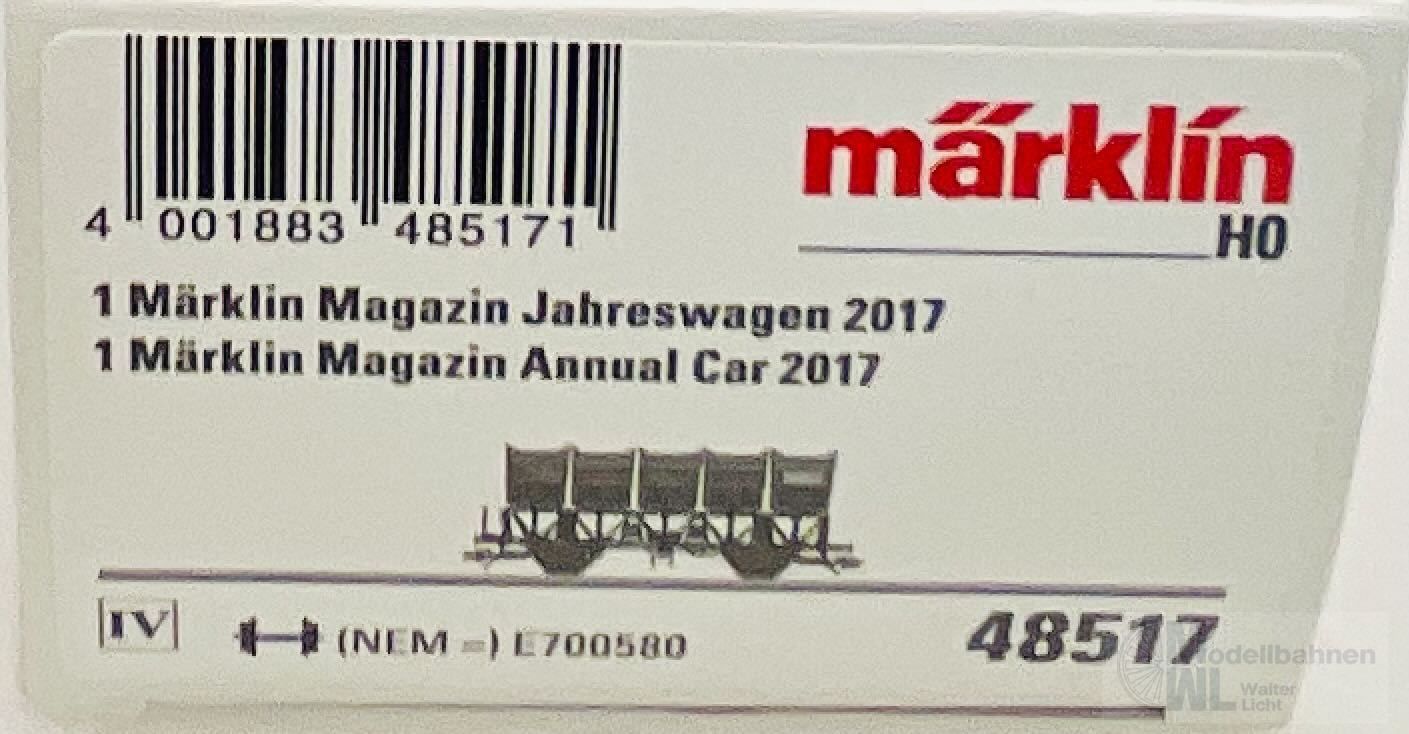 4 001883 485171
märklin
H0
1 Märklin Magazin Jahreswagen 2017
1 Märklin Magazin Annual Car 2017
IV (NEM =) E700580
48517
Modellbahnen
WL Walter
Licht